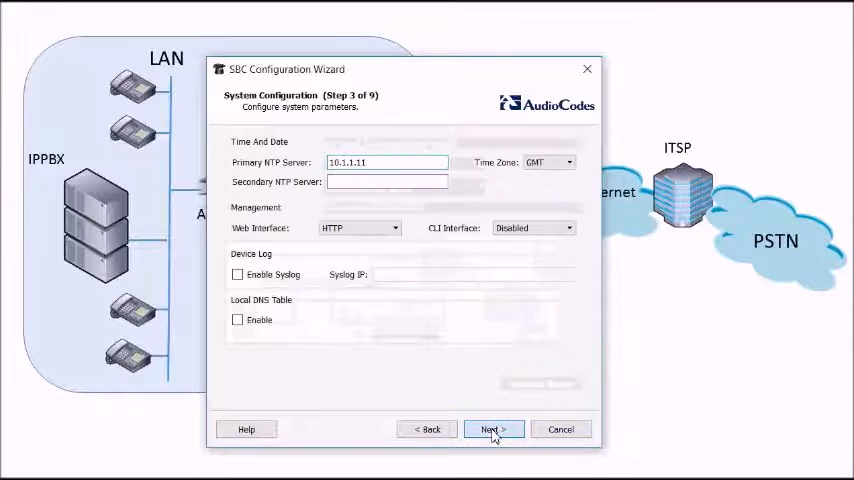 LAN
IPPBX
SBC Configuration Wizard
System Configuration (Step 3 of 9)
Configure system parameters.
AudioCodes
Time And Date
Primary NTP Server: 10.1.1.11 Time Zone: GMT
Secondary NTP Server:
Management
Web Interface: HTTP CLI Interface: Disabled
Device Log
Enable Syslog Syslog IP:
Local DNS Table
Enable
Help < Back Next > Cancel
A
ernet
ITSP
PSTN